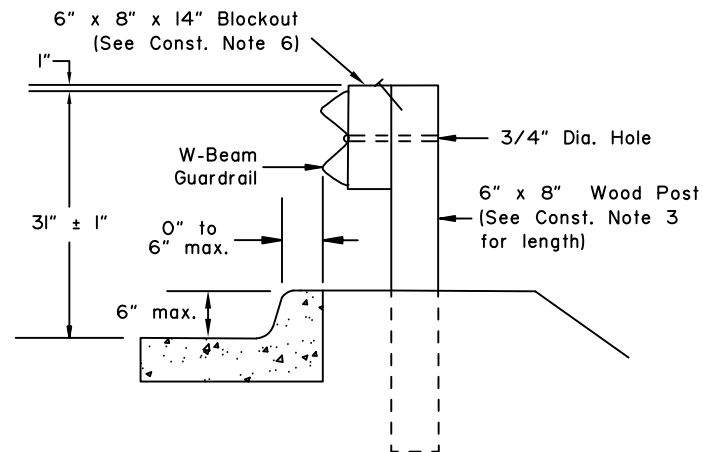 6" x 8" x 14" Blockout
(See Const. Note 6)
1"
3/4" Dia. Hole
W-Beam
Guardrail
6" x 8" Wood Post
(See Const. Note 3
for length)
31" ± 1"
0" to
6" max.
6" max.